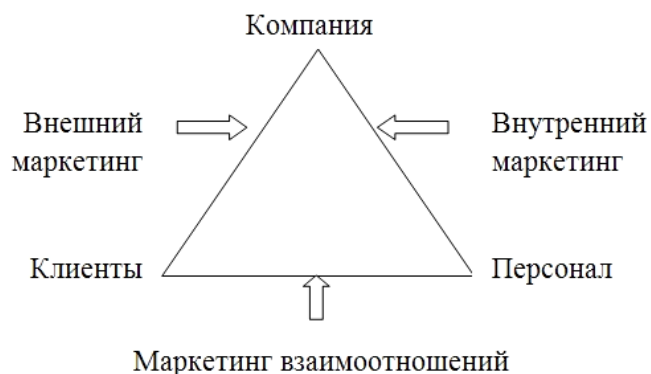 Компания
Внешний
маркетинг
Внутренний
маркетинг
Клиенты
Персонал
Маркетинг взаимоотношений